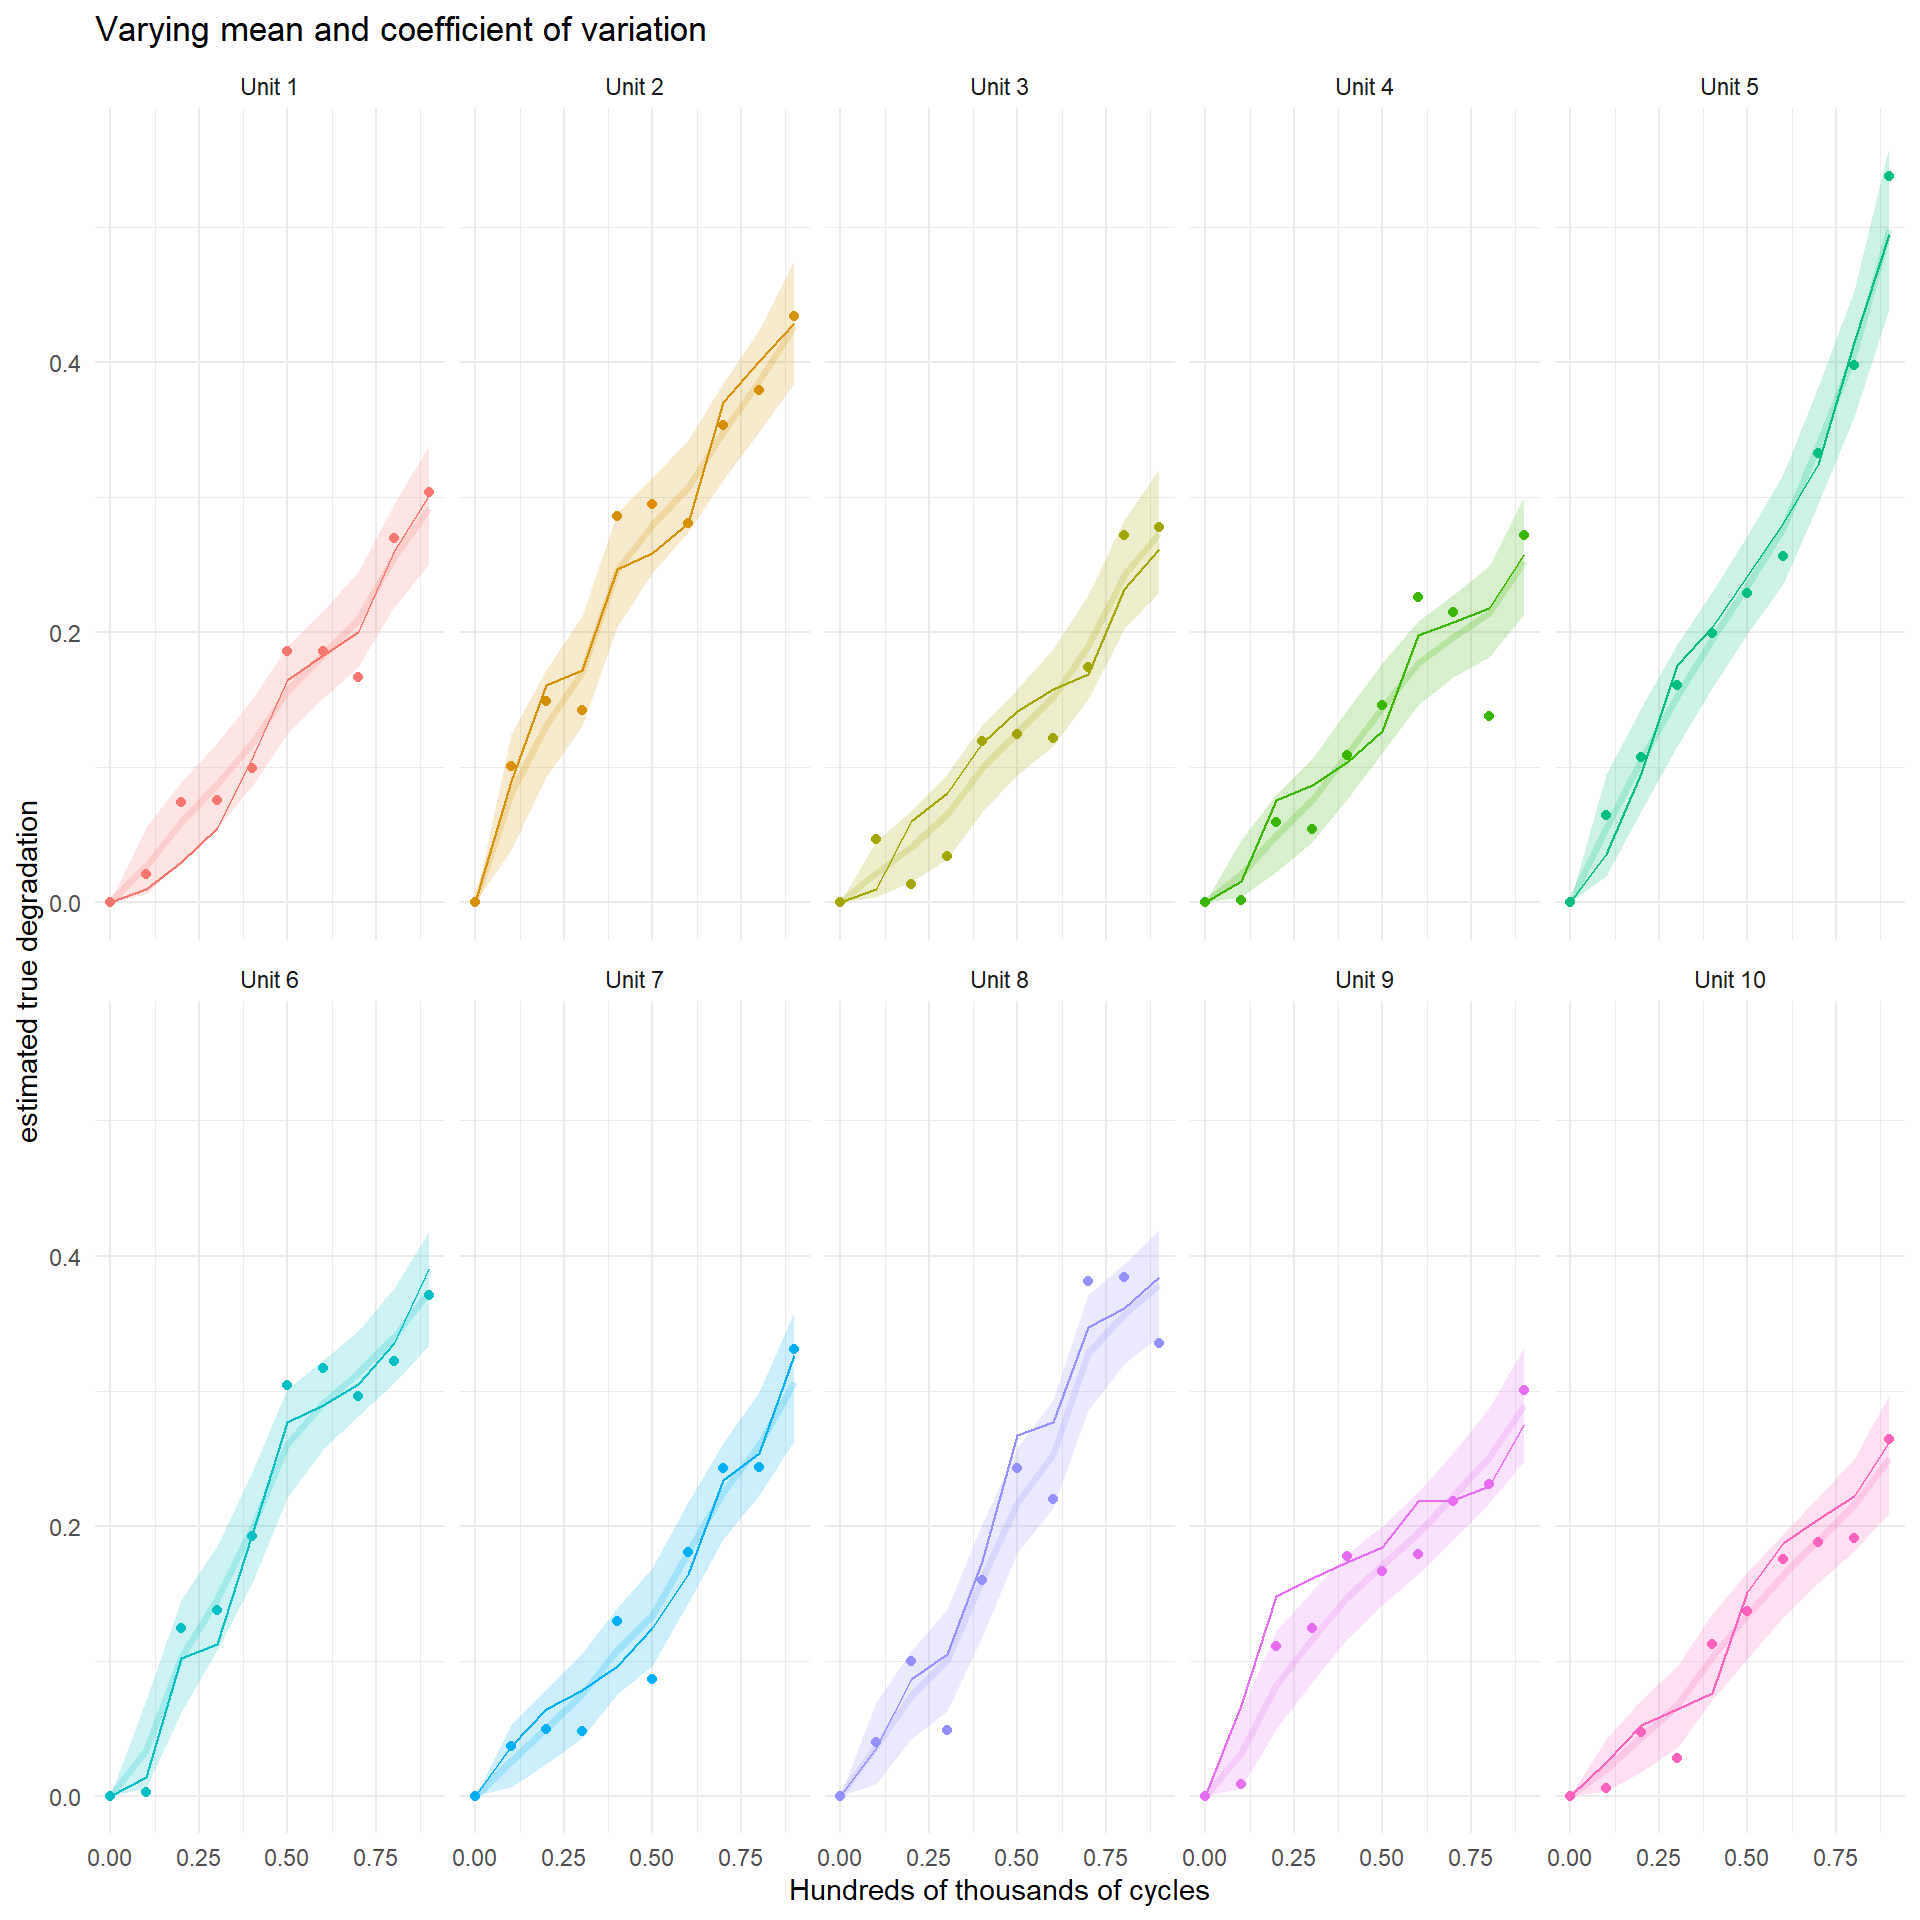 Varying mean and coefficient of variation
Unit 1 Unit 2 Unit 3 Unit 4 Unit 5
0.4
0.2
0.0
estimated true degradation
Unit 6 Unit 7 Unit 8 Unit 9 Unit 10
0.4
0.2
0.0
0.00 0.25 0.50 0.75 0.00 0.25 0.50 0.75 0.00 0.25 0.50 0.75 0.00 0.25 0.50 0.75 0.00 0.25 0.50 0.75
Hundreds of thousands of cycles